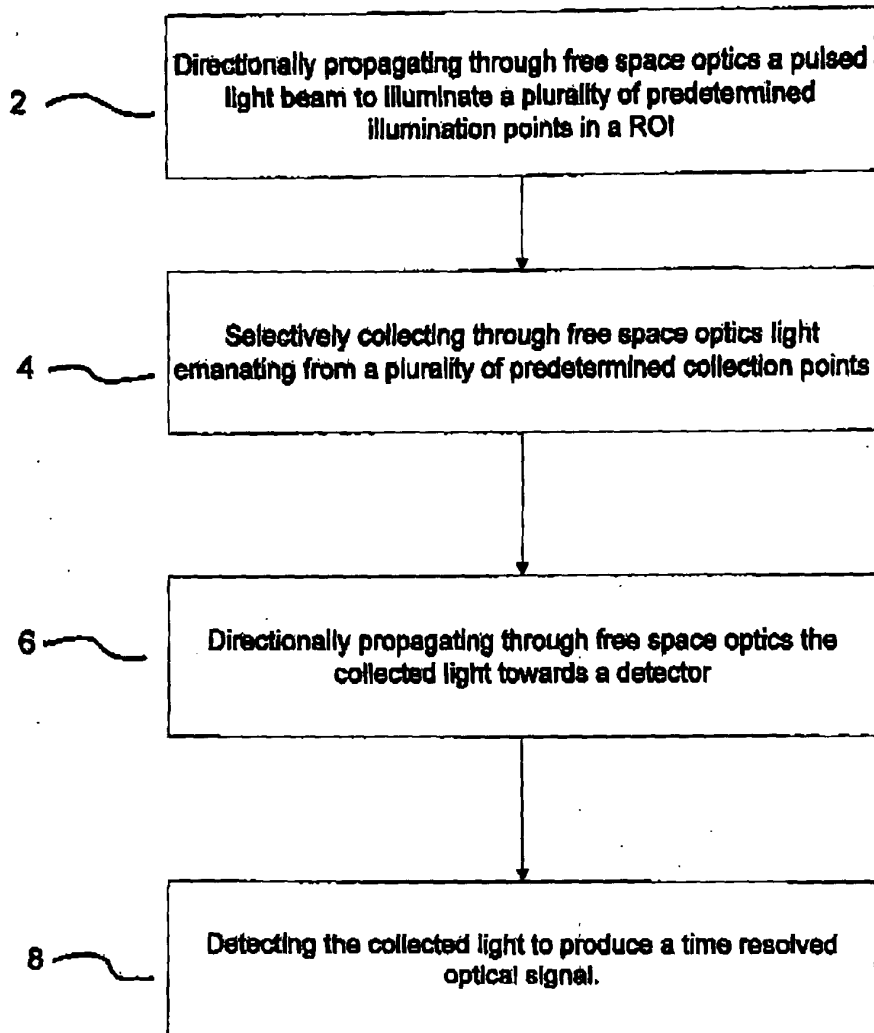 Directionally propagating through free space optics a pulsed
2
light beam to illuminate a plurality of predetermined
illumination points in a ROI
Selectively collecting through free space optics light
4
emanating from a plurality of predetermined collection points
6
Directionally propagating through free space optics the
collected light towards a detector
8
Detecting the collected light to produce a time resolved
optical signal.